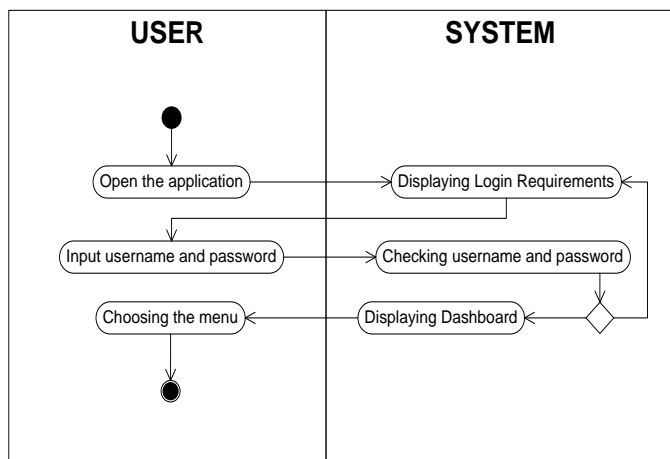 USER
SYSTEM
Open the application
Displaying Login Requirements
Input username and password
Checking username and password
Choosing the menu
Displaying Dashboard